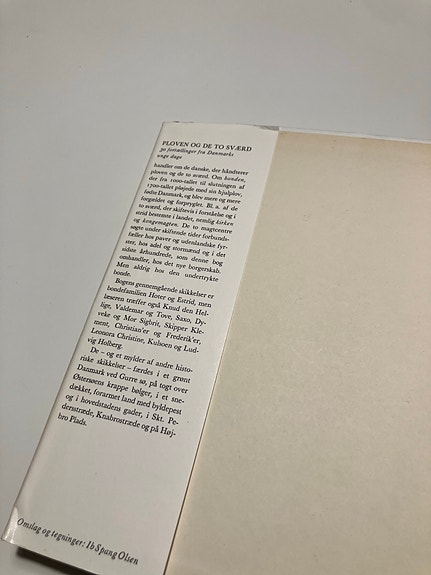 PLOVEN OG DE TO SVÆRD
30 fortællinger fra Danmarks
unge dage
handler om de danske, der håndterer
ploven og de to sværd. Om bonden,
der fra 1000-tallet til slutningen af
1700-tallet pløjede med sin hjulplov,
fødte Danmark, og blev mere og mere
forgældet og forpryglet. Bl. a. af de
to sværd, der skiftevis i forståelse og i
strid bestemte i landet, nemlig kirken
og kongemagten. De to magtcentre
søgte under skiftende tider forbunds-
fæller hos paver og udenlandske fyr-
ster, hos adel og stormænd og i det
sidste århundrede, som denne bog
omhandler, hos det nye borgerskab.
Men aldrig hos den undertrykte
bonde.
Bogens gennemgående skikkelser er
bondefamilien Hoter og Estrid, men
læseren træffer også Knud den Hel-
lige, Valdemar og Tove, Saxo, Dy-
veke og Mor Sigbrit, Skipper Kle-
ment, Christian'er og Frederik'er,
Leonora Christine, Kulsoen og Lud-
vig Holberg.
De – og et mylder af andre histo-
riske skikkelser – færdes i et grønt
Danmark ved Gurre sø, på togt over
Østersøens krappe bølger, i et sne-
dækket, forarmet land med byldepest
og i hovedstadens gader, i Skt. Pe-
dersstræde, Knabrostræde og på Høj-
bro Plads.
Omslag og tegninger: Ib Spang Olsen